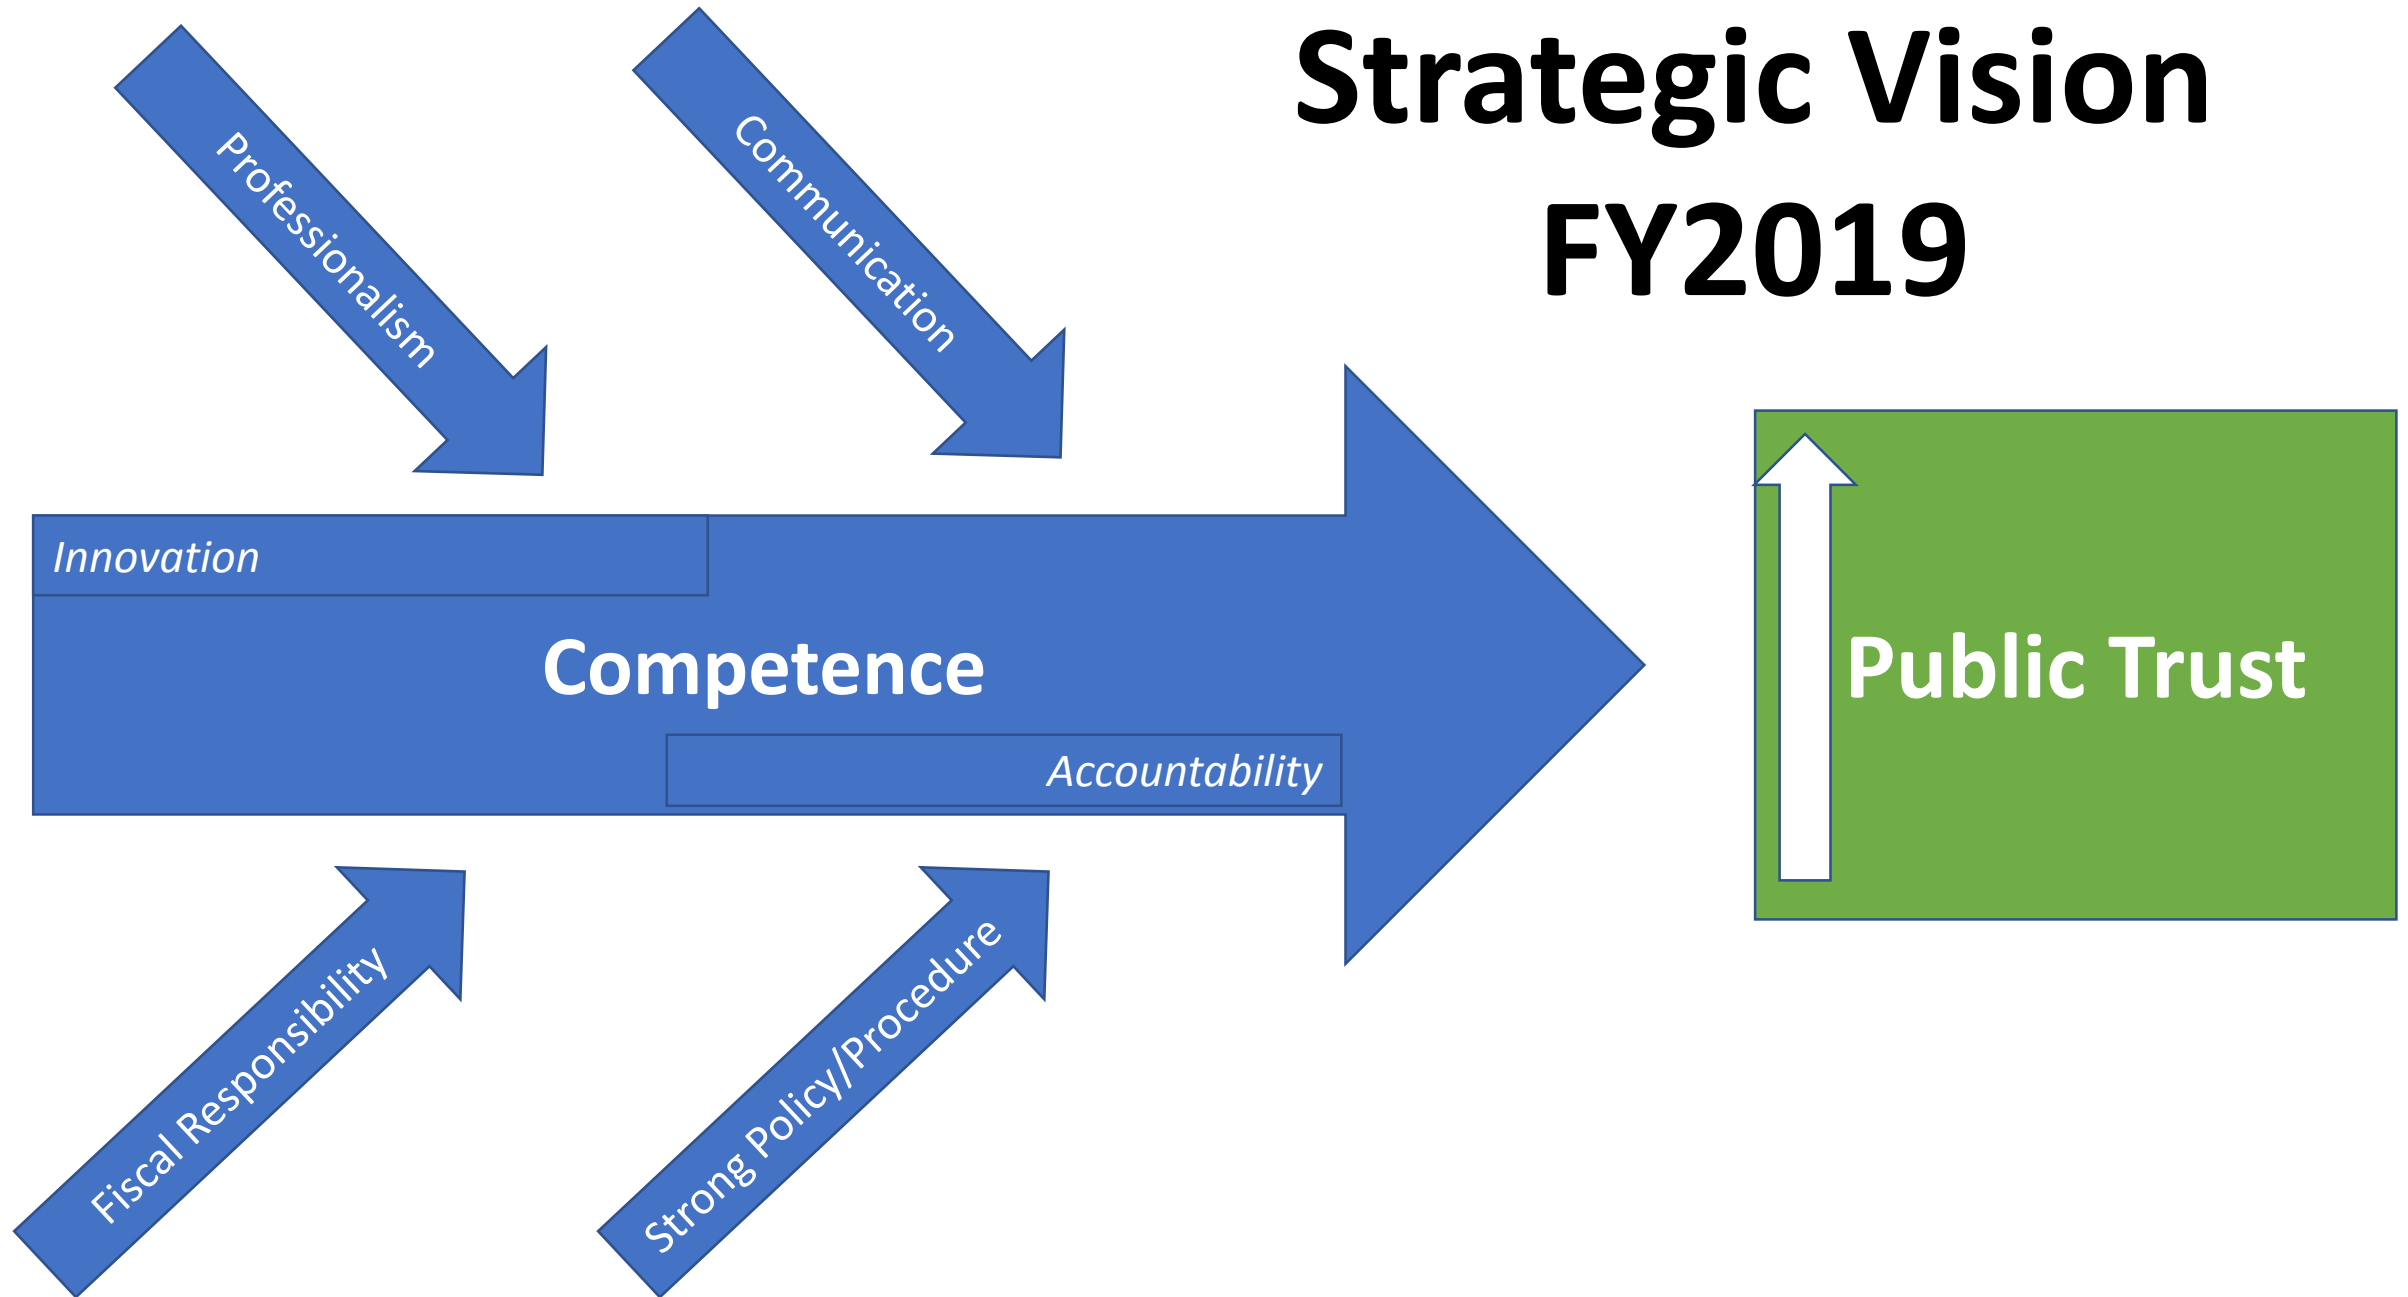 Strategic Vision
FY2019
Professionalism
Communication
Innovation
Competence
Accountability
Public Trust
Fiscal Responsibility
Strong Policy/Procedure